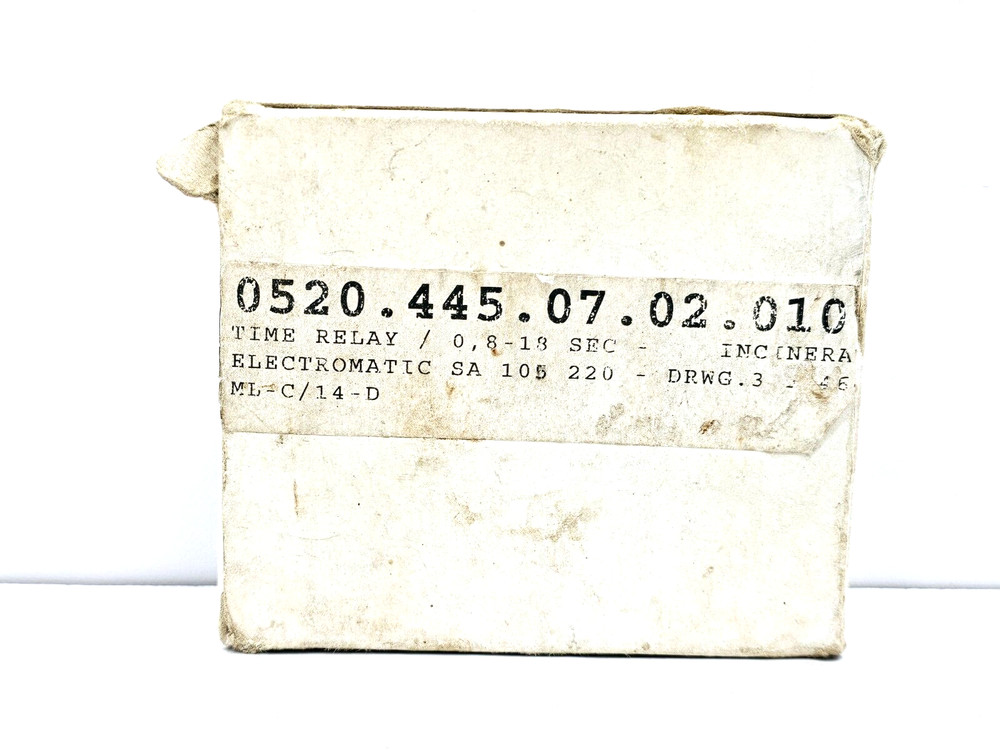 0520.445.07.02.010
TIME RELAY / 0,8-18 SEC - INCINERA
ELECTROMATIC SA 105 220 - DRWG.3
ML-C/14-D